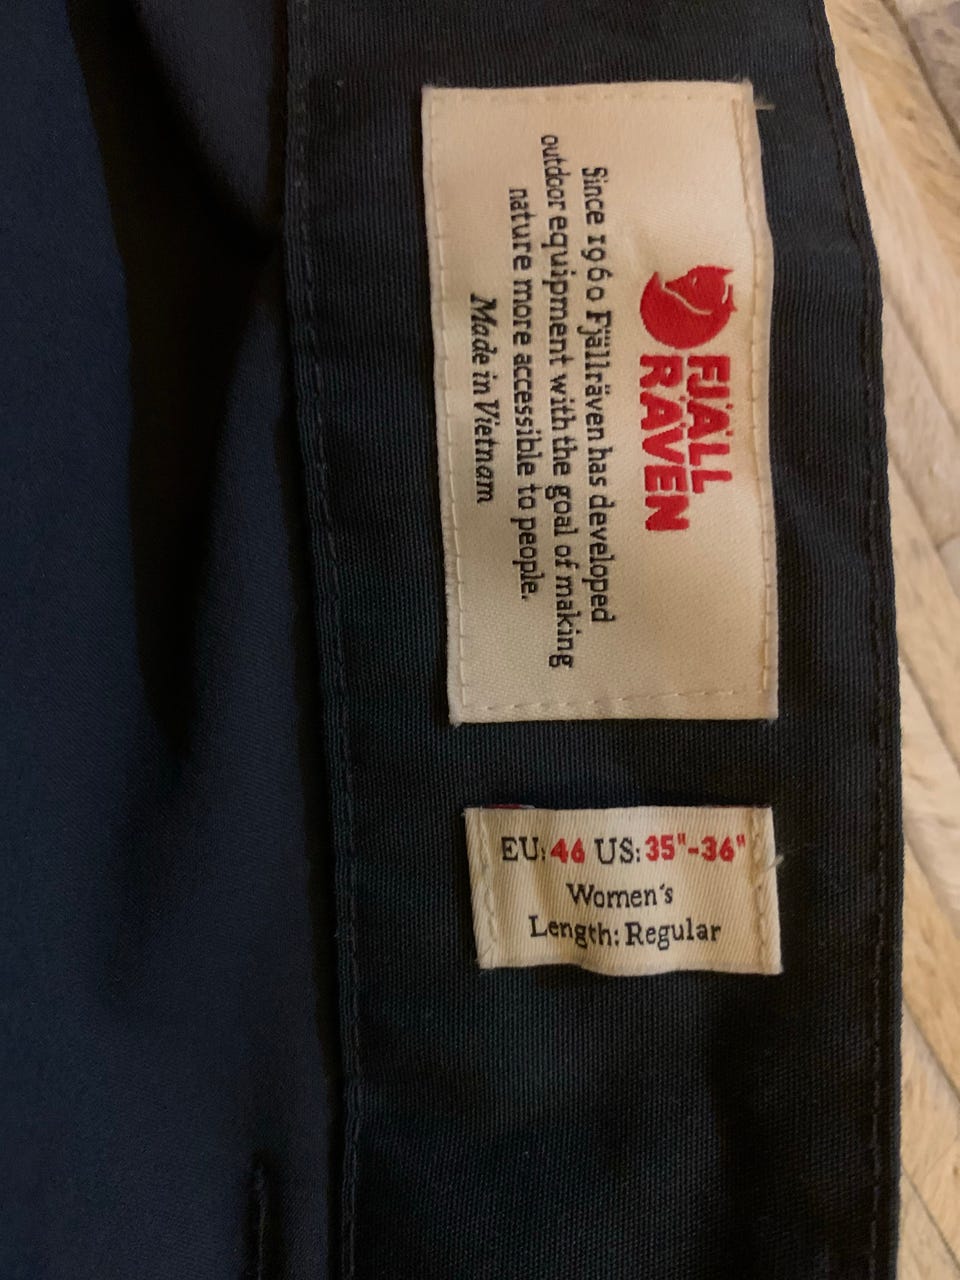 FJÄLL
RÄVEN
Since 1960 Fjällräven has developed
outdoor equipment with the goal of making
nature more accessible to people.
Made in Vietnam
EU: 46 US: 35"-36"
Women's
Length: Regular